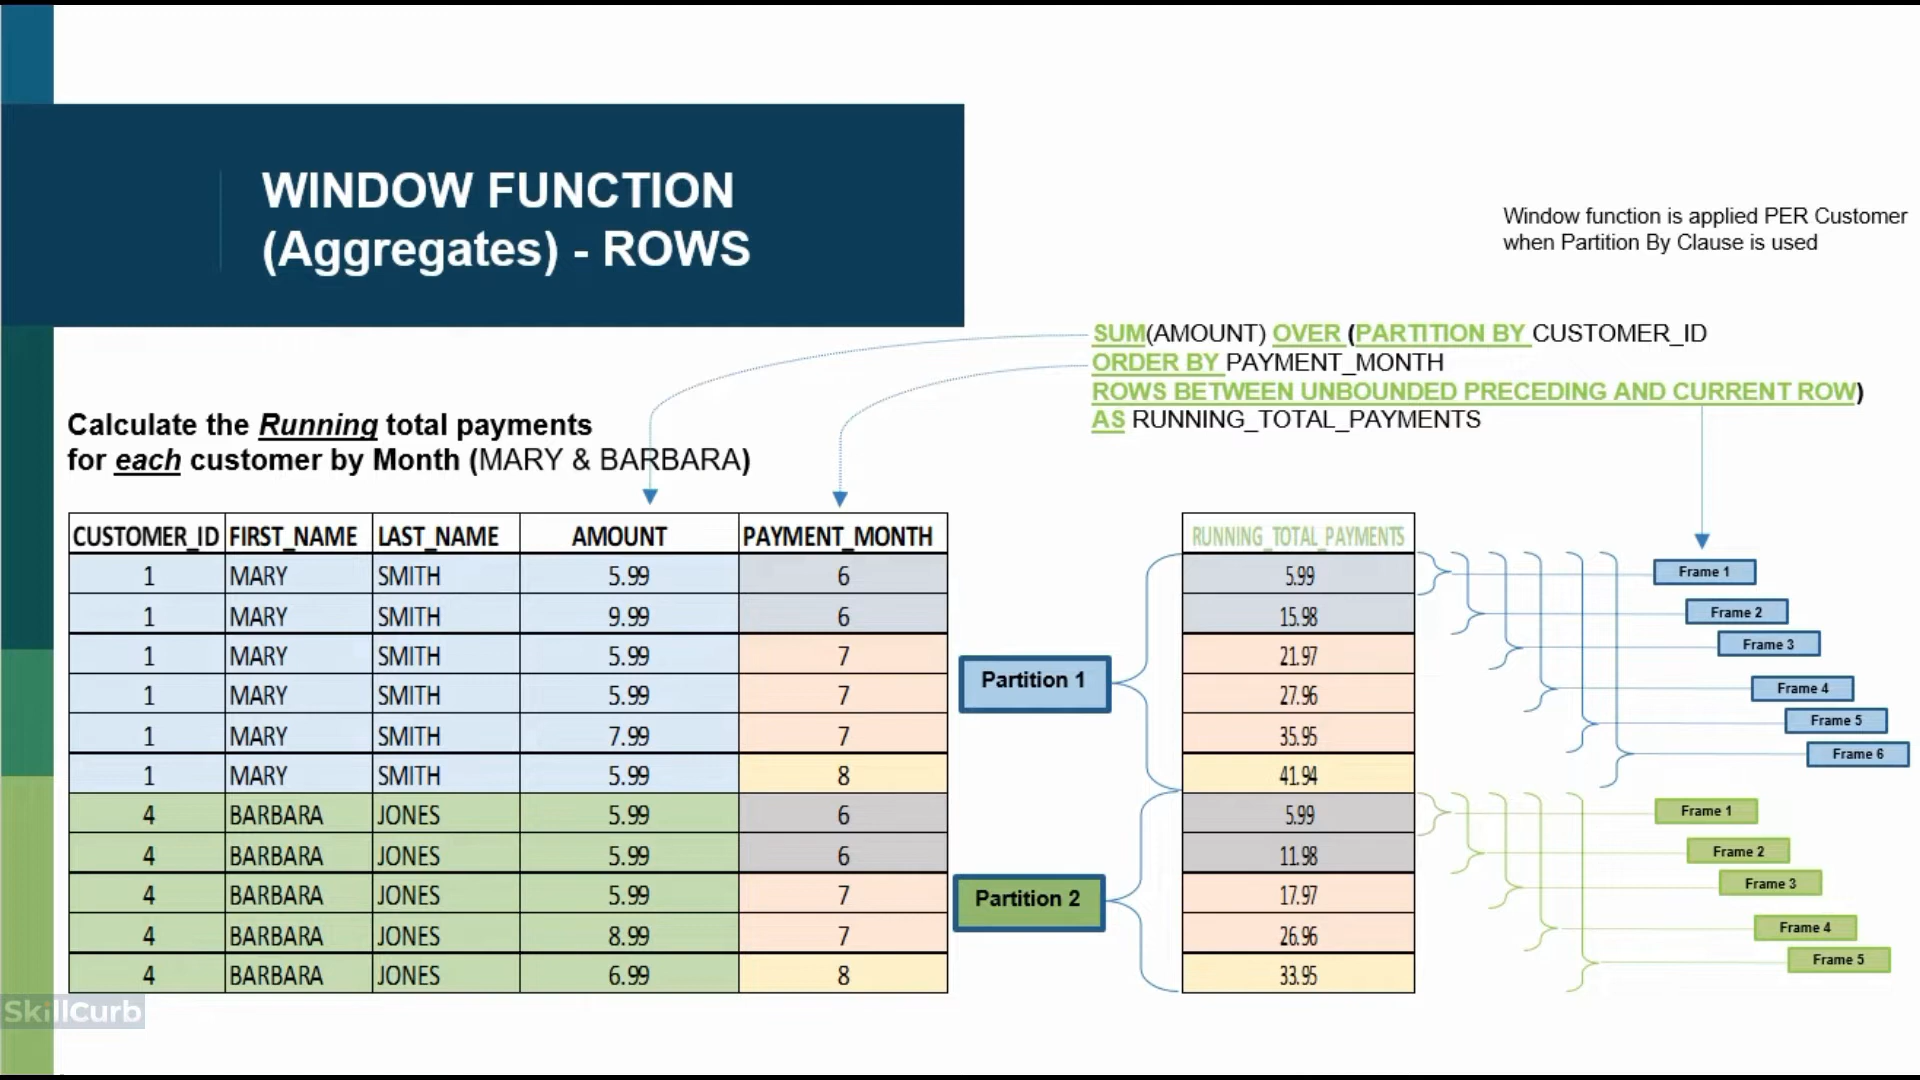 WINDOW FUNCTION
(Aggregates) - ROWS
Window function is applied PER Customer
when Partition By Clause is used
SUM(AMOUNT) OVER (PARTITION BY CUSTOMER_ID
ORDER BY PAYMENT_MONTH
ROWS BETWEEN UNBOUNDED PRECEDING AND CURRENT ROW)
AS RUNNING_TOTAL_PAYMENTS
Calculate the Running total payments
for each customer by Month (MARY & BARBARA)
CUSTOMER_ID FIRST_NAME LAST_NAME AMOUNT PAYMENT_MONTH RUNNING_TOTAL_PAYMENTS
1 MARY SMITH 5.99 6 5.99 Frame 1
1 MARY SMITH 9.99 6 15.98 Frame 2
1 MARY SMITH 5.99 7 21.97 Frame 3
1 MARY SMITH 5.99 7 Partition 1 27.96 Frame 4
1 MARY SMITH 7.99 7 35.95 Frame 5
1 MARY SMITH 5.99 8 41.94 Frame 6
4 BARBARA JONES 5.99 6 5.99 Frame 1
4 BARBARA JONES 5.99 6 11.98 Frame 2
4 BARBARA JONES 5.99 7 Partition 2 17.97 Frame 3
4 BARBARA JONES 8.99 7 26.96 Frame 4
4 BARBARA JONES 6.99 8 33.95 Frame 5
SkillCurb